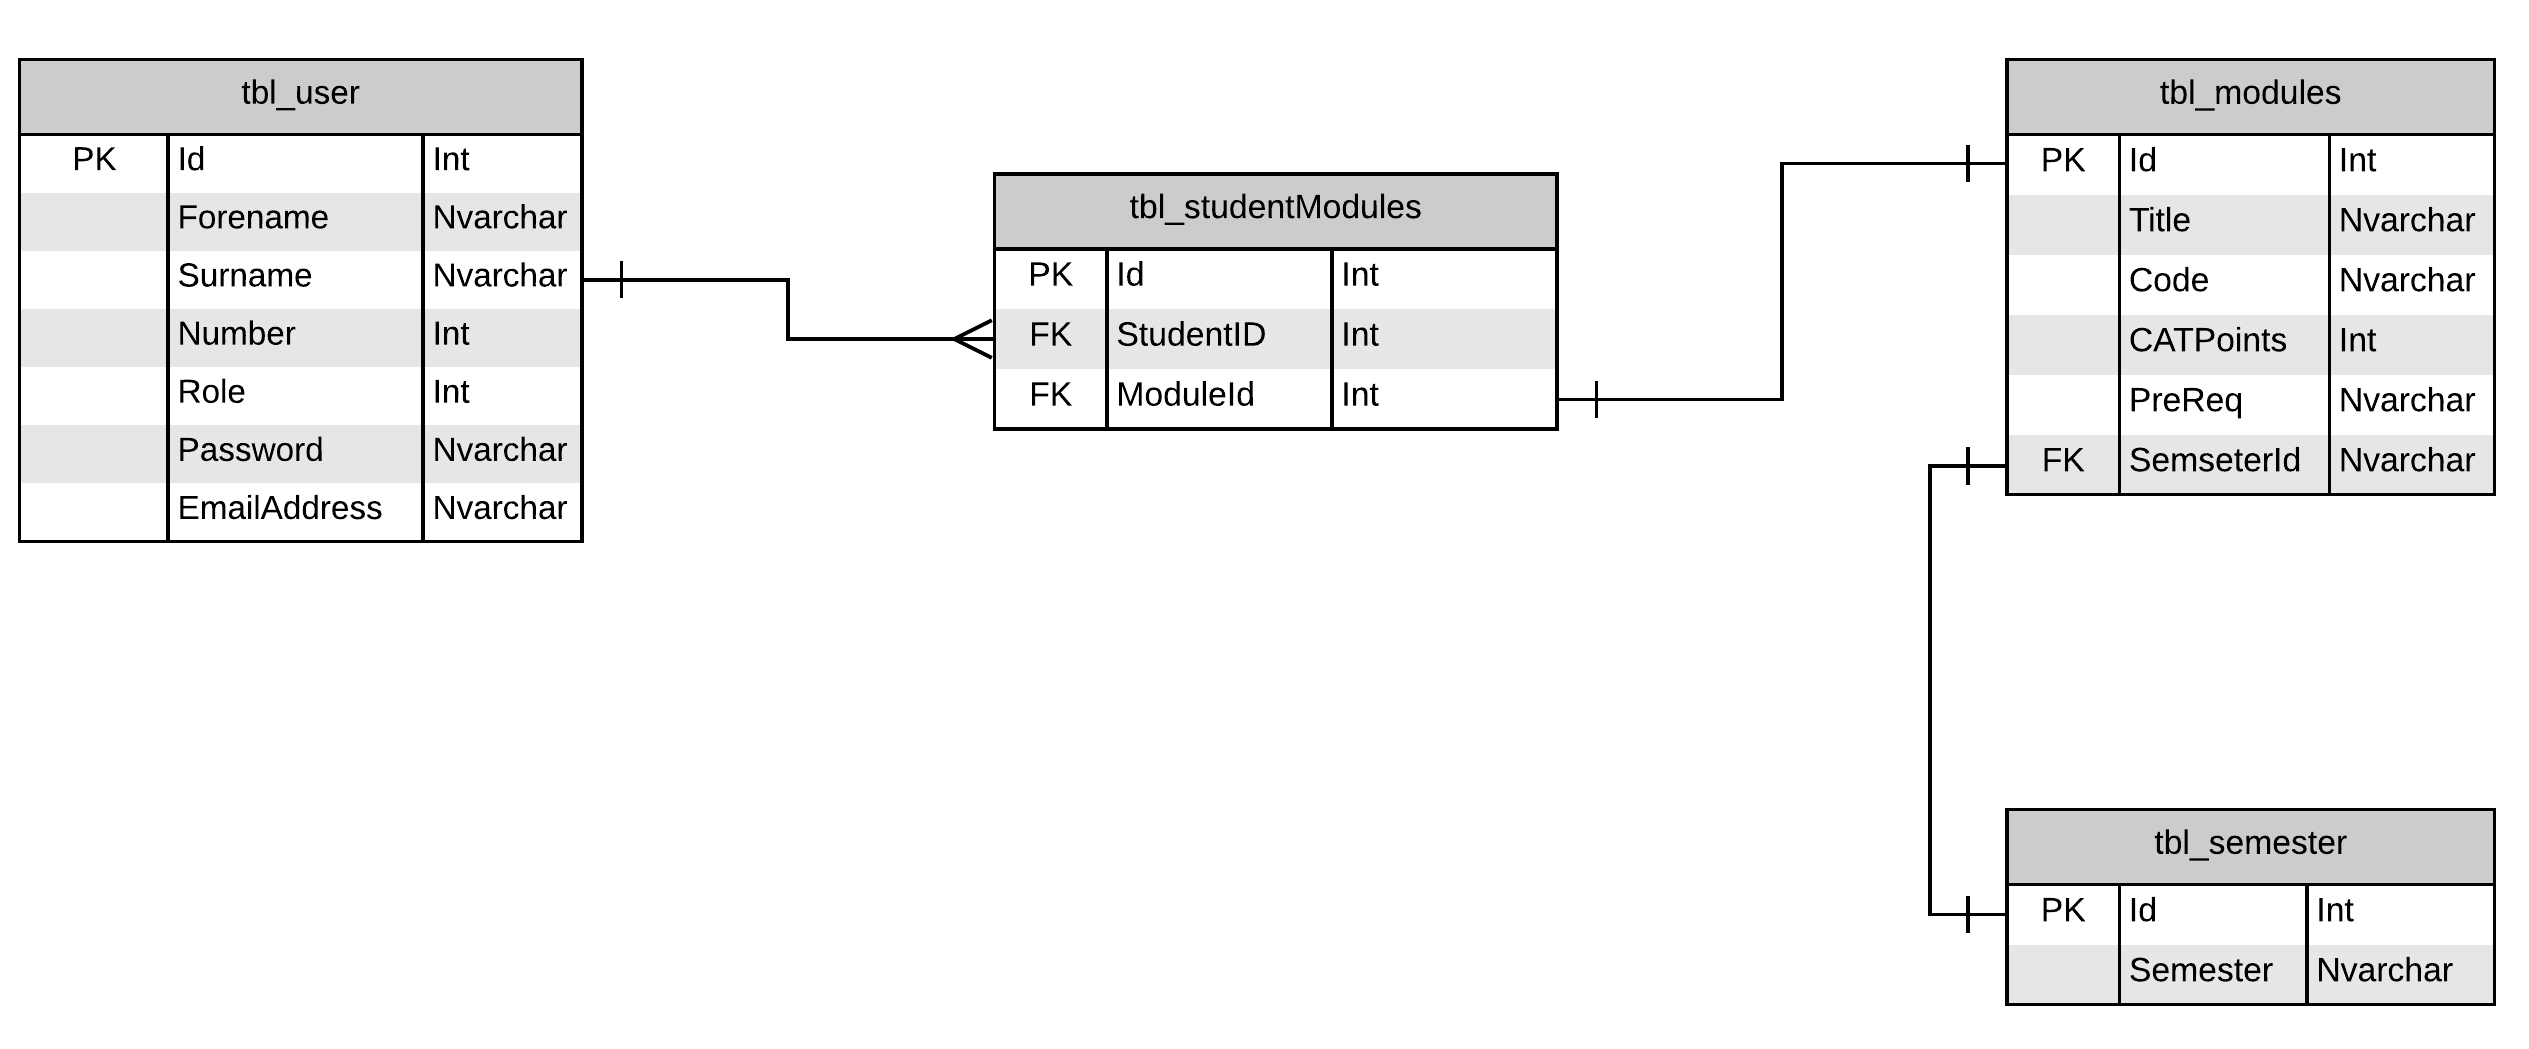 tbl_user
PK Id Int
Forename Nvarchar
Surname Nvarchar
Number Int
Role Int
Password Nvarchar
EmailAddress Nvarchar
tbl_studentModules
PK Id Int
FK StudentID Int
FK ModuleId Int
tbl_modules
PK Id Int
Title Nvarchar
Code Nvarchar
CATPoints Int
PreReq Nvarchar
FK SemseterId Nvarchar
tbl_semester
PK Id Int
Semester Nvarchar